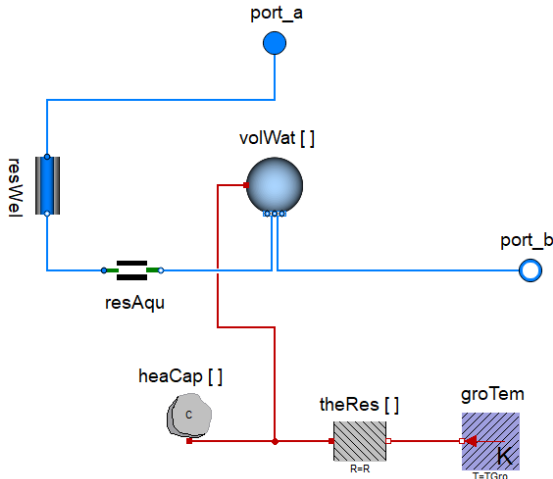 port_a
volWat [ ]
resWel
port_b
resAqu
heaCap [ ]
theRes [ ]
groTem
C
K
R=R
T=TGro